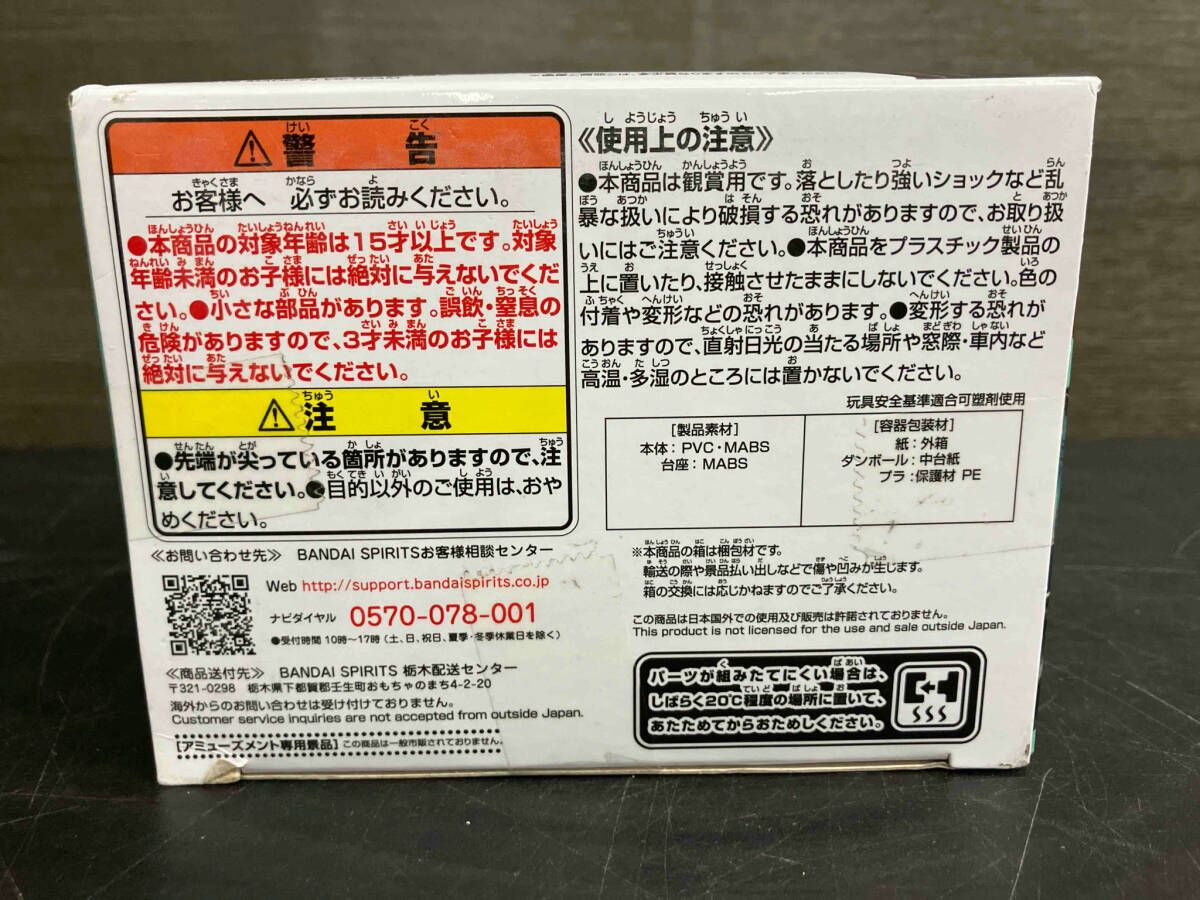 警告
お客様へ 必ずお読みください。
●本商品の対象年齢は15才以上です。対象
年齢未満のお子様には絶対に与えないでくだ
さい。●小さな部品があります。誤飲・窒息の
危険がありますので、3才未満のお子様には
絶対に与えないでください。
注意
●先端が尖っている箇所がありますので、注
意してください。●目的以外のご使用は、おや
めください。
≪お問い合わせ先≫ BANDAI SPIRITSお客様相談センター
Web http://support.bandaispirits.co.jp
ナビダイヤル 0570-078-001
●受付時間 10時〜17時 (土、日、祝日、夏季・冬季休業日を除く)
≪商品送付先≫ BANDAI SPIRITS 栃木配送センター
〒321-0298 栃木県下都賀郡壬生町おもちゃのまち4-2-20
海外からのお問い合わせは受け付けておりません。
Customer service inquiries are not accepted from outside Japan.
[アミューズメント専用景品] この商品は一般市販されておりません。
≪使用上の注意≫
●本商品は観賞用です。落としたり強いショックなど乱
暴な扱いにより破損する恐れがありますので、お取り扱
いにはご注意ください。●本商品をプラスチック製品の
上に置いたり、接触させたままにしないでください。色の
付着や変形などの恐れがあります。●変形する恐れが
ありますので、直射日光の当たる場所や窓際・車内など
高温・多湿のところには置かないでください。
玩具安全基準適合可塑剤使用
[製品素材]
本体：PVC・MABS
台座：MABS
[容器包装材]
紙：外箱
ダンボール：中台紙
プラ：保護材 PE
※本商品の箱は梱包材です。
輸送の際や景品払い出しなどで傷や凹みが生じます。
箱の交換には応じかねますのでご了承ください。
この商品は日本国外での使用及び販売は許諾されておりません。
This product is not licensed for the use and sale outside Japan.
パーツが組みたてにくい場合は、
しばらく20℃程度の場所に置いて、
あたためてからおためしください。